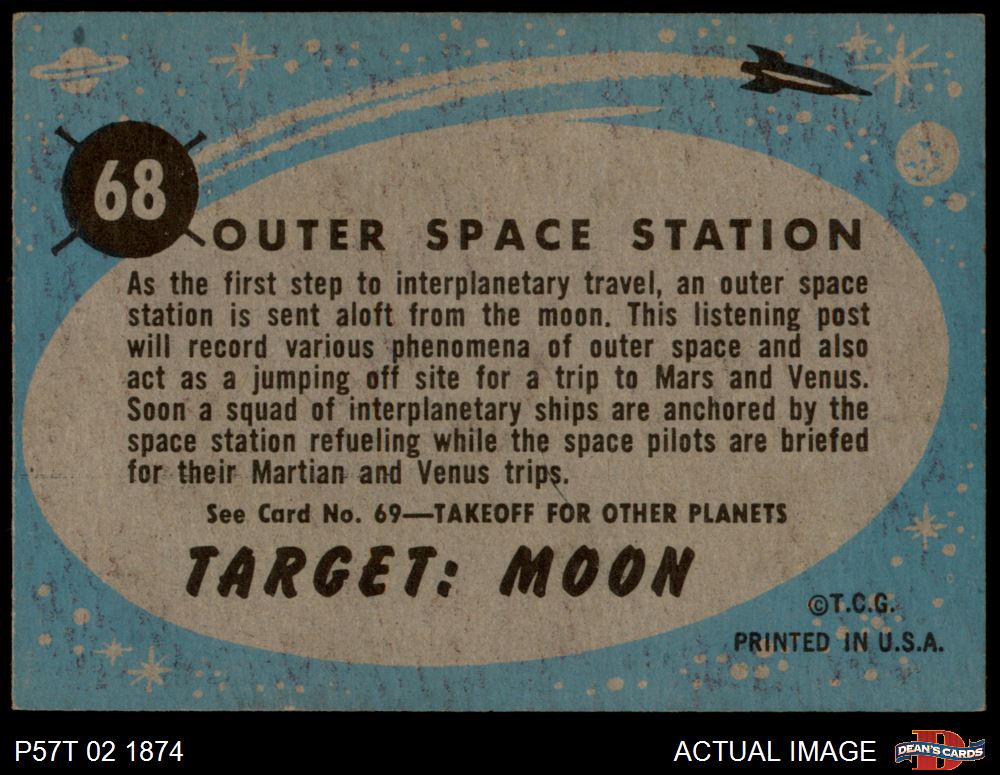 68
OUTER SPACE STATION
As the first step to interplanetary travel, an outer space
station is sent aloft from the moon. This listening post
will record various phenomena of outer space and also
act as a jumping off site for a trip to Mars and Venus.
Soon a squad of interplanetary ships are anchored by the
space station refueling while the space pilots are briefed
for their Martian and Venus trips.
See Card No. 69—TAKEOFF FOR OTHER PLANETS
TARGET: MOON
©T.C.G.
PRINTED IN U.S.A.
P57T 02 1874
ACTUAL IMAGE
DEAN'S CARDS